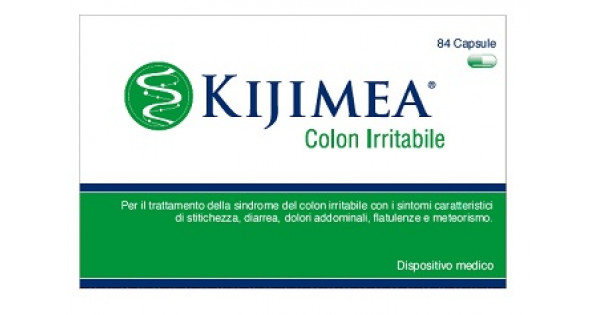 84 Capsule
KIJIMEA®
Colon Irritabile
Per il trattamento della sindrome del colon irritabile con i sintomi caratteristici
di stitichezza, diarrea, dolori addominali, flatulenze e meteorismo.
Dispositivo medico